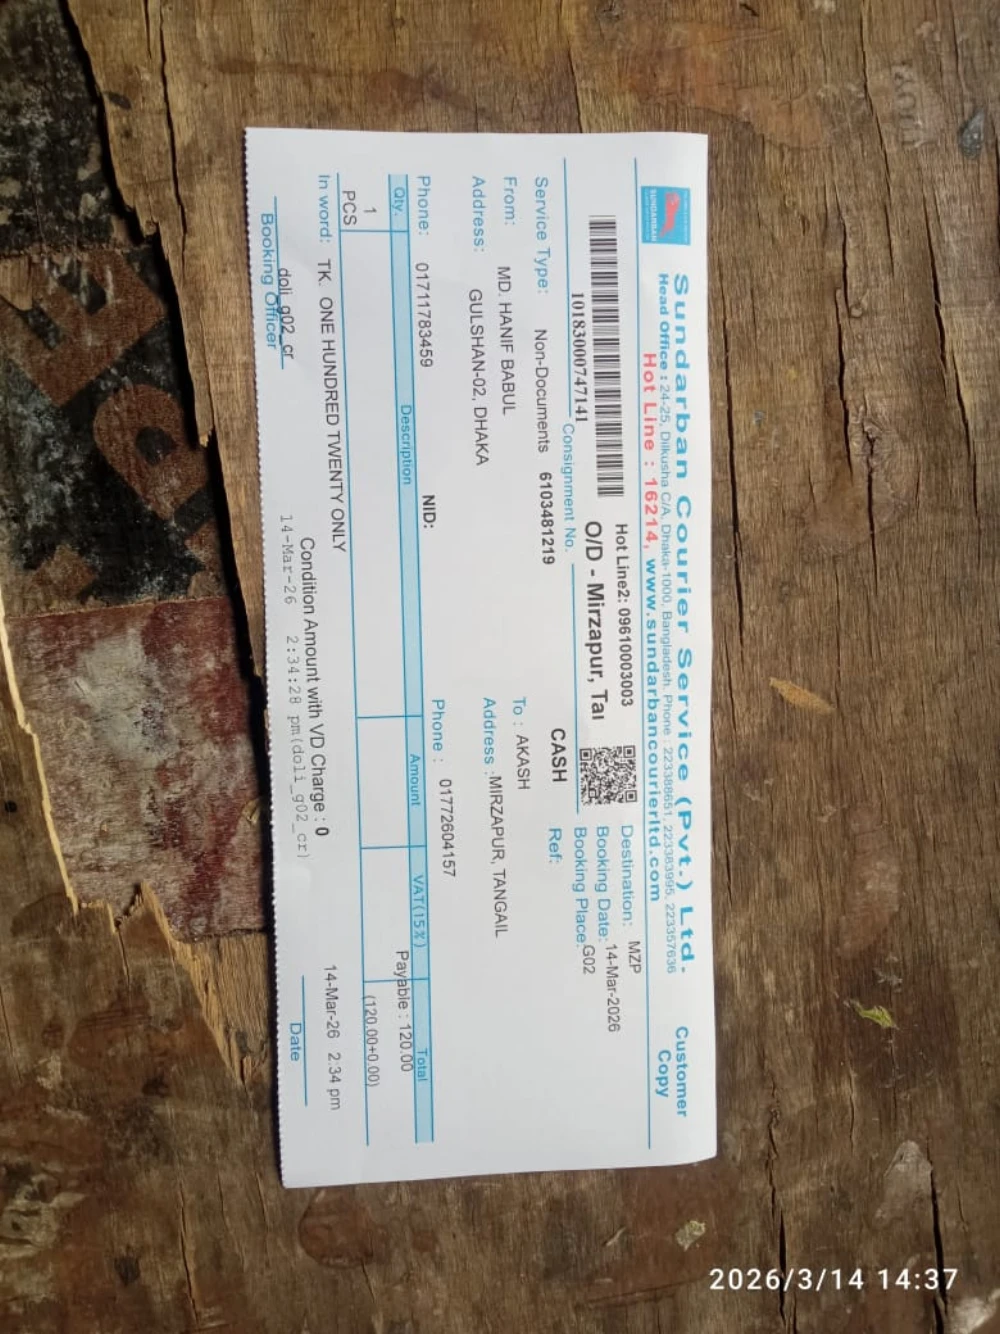 SUNDARBAN
Sundarban Courier Service (Pvt.) Ltd.
Customer Copy
Head Office : 24-25, Dilkusha C/A, Dhaka-1000, Bangladesh. Phone : 223388651, 223383995, 223357636
Hot Line : 16214, www.sundarbancourierltd.com
Hot Line2: 09610003003
O/D - Mirzapur, Tai
1018300074714 1
Consignment No.
Destination: MZP
Booking Date: 14-Mar-2026
Booking Place: G02
Service Type: Non-Documents 6103481219
CASH
Ref:
From: MD. HANIF BABUL
To : AKASH
Address: GULSHAN-02, DHAKA
Address :MIRZAPUR, TANGAIL
Phone: 01711783459
NID:
Phone : 01772604157
Qty. Description Amount VAT(15%) Total
1
PCS
Payable : 120.00
(120.00+0.00)
In word: TK. ONE HUNDRED TWENTY ONLY
Condition Amount with VD Charge : 0
14-Mar-26 2:34 pm
doli_g02_cr
14-Mar-26 2:34:28 pm(doli_g02_cr)
Booking Officer
Date
2026/3/14 14:37